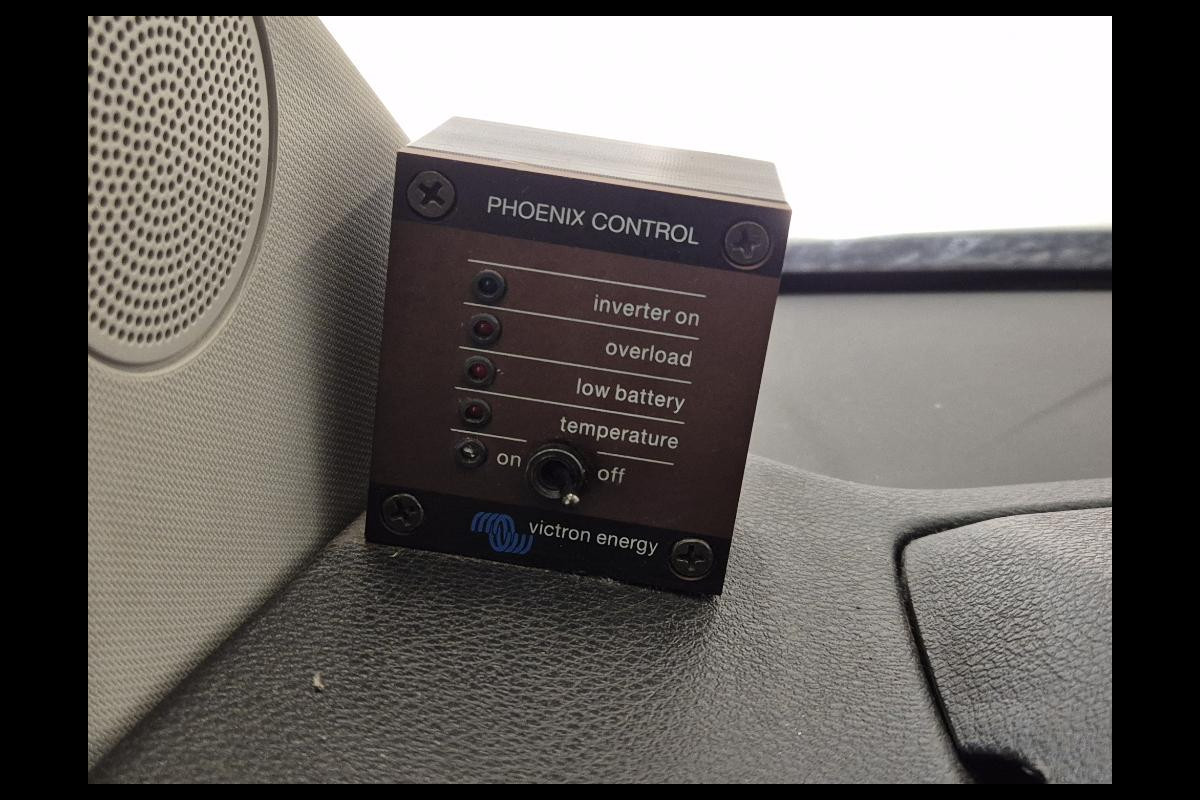 PHOENIX CONTROL
inverter on
overload
low battery
temperature
on off
victron energy